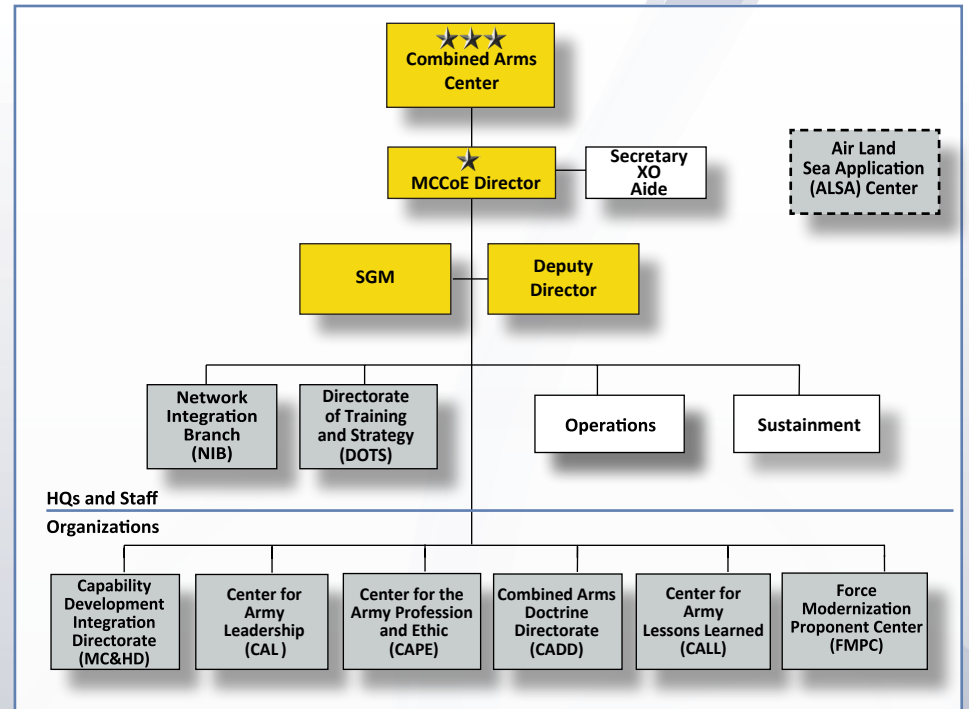 Combined Arms
Center
MCCoE Director
Secretary
XO
Aide
Air Land
Sea Application
(ALSA) Center
SGM
Deputy
Director
Network
Integration
Branch
(NIB)
Directorate
of Training
and Strategy
(DOTS)
Operations
Sustainment
HQs and Staff
Organizations
Capability
Development
Integration
Directorate
(MC&HD)
Center for
Army
Leadership
(CAL )
Center for the
Army Profession
and Ethic
(CAPE)
Combined Arms
Doctrine
Directorate
(CADD)
Center for
Army
Lessons Learned
(CALL)
Force
Modernization
Proponent Center
(FMPC)